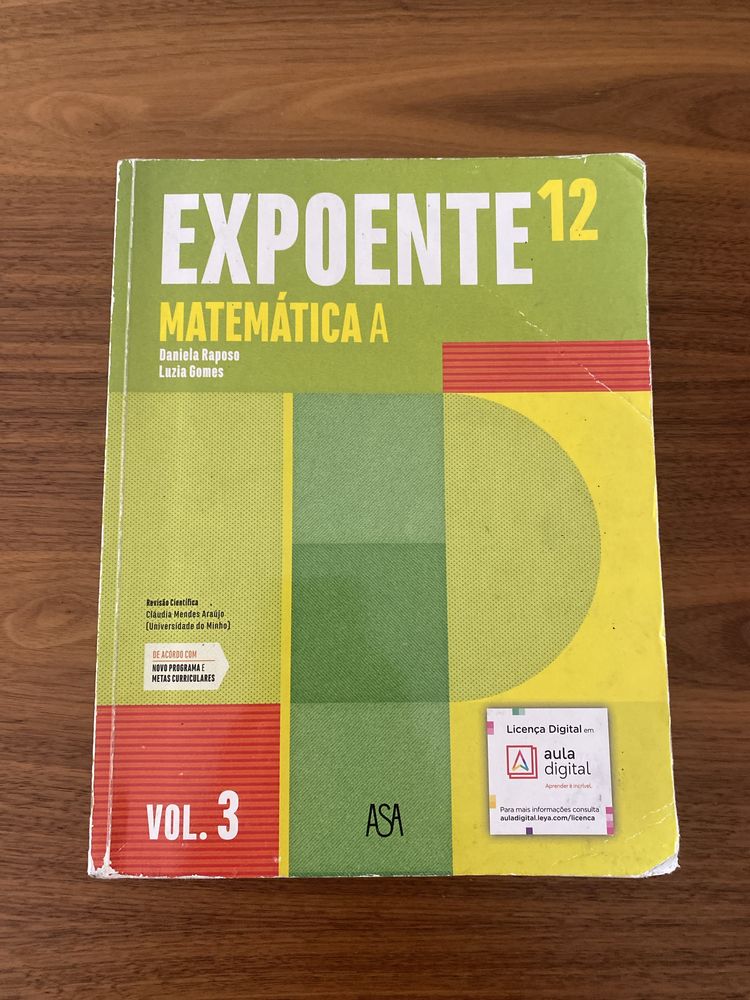 EXPOENTE 12
MATEMÁTICA A
Daniela Raposo
Luzia Gomes
Revisão Científica
Cláudia Mendes Araújo
(Universidade do Minho)
DE ACORDO COM
NOVO PROGRAMA E
METAS CURRICULARES
VOL. 3
ASA
Licença Digital em
aula
digital
Aprender é incrível.
Para mais informações consulta
auladigital.leya.com/licenca